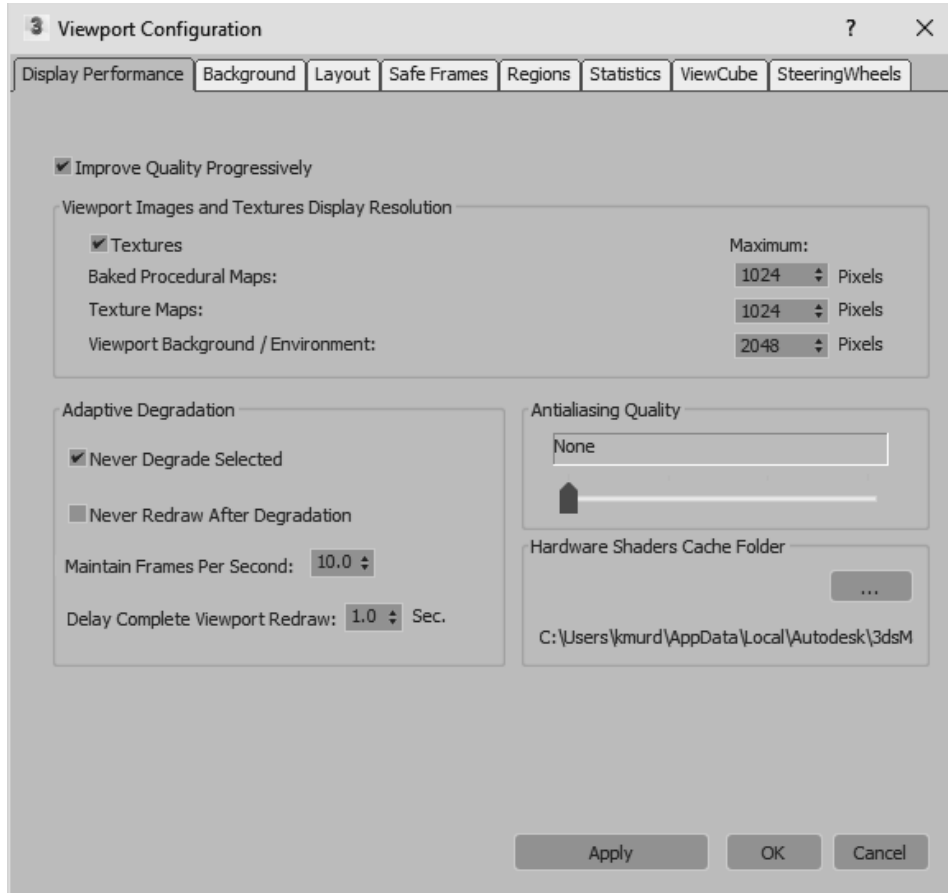 3 Viewport Configuration ? ×
Display Performance Background Layout Safe Frames Regions Statistics ViewCube SteeringWheels
Improve Quality Progressively
Viewport Images and Textures Display Resolution
Textures Maximum:
Baked Procedural Maps: 1024 Pixels
Texture Maps: 1024 Pixels
Viewport Background / Environment: 2048 Pixels
Adaptive Degradation
Never Degrade Selected
Never Redraw After Degradation
Maintain Frames Per Second: 10.0
Delay Complete Viewport Redraw: 1.0 Sec.
Antialiasing Quality
None
Hardware Shaders Cache Folder
...
C:\Users\kmurd\AppData\Local\Autodesk\3dsM
Apply OK Cancel